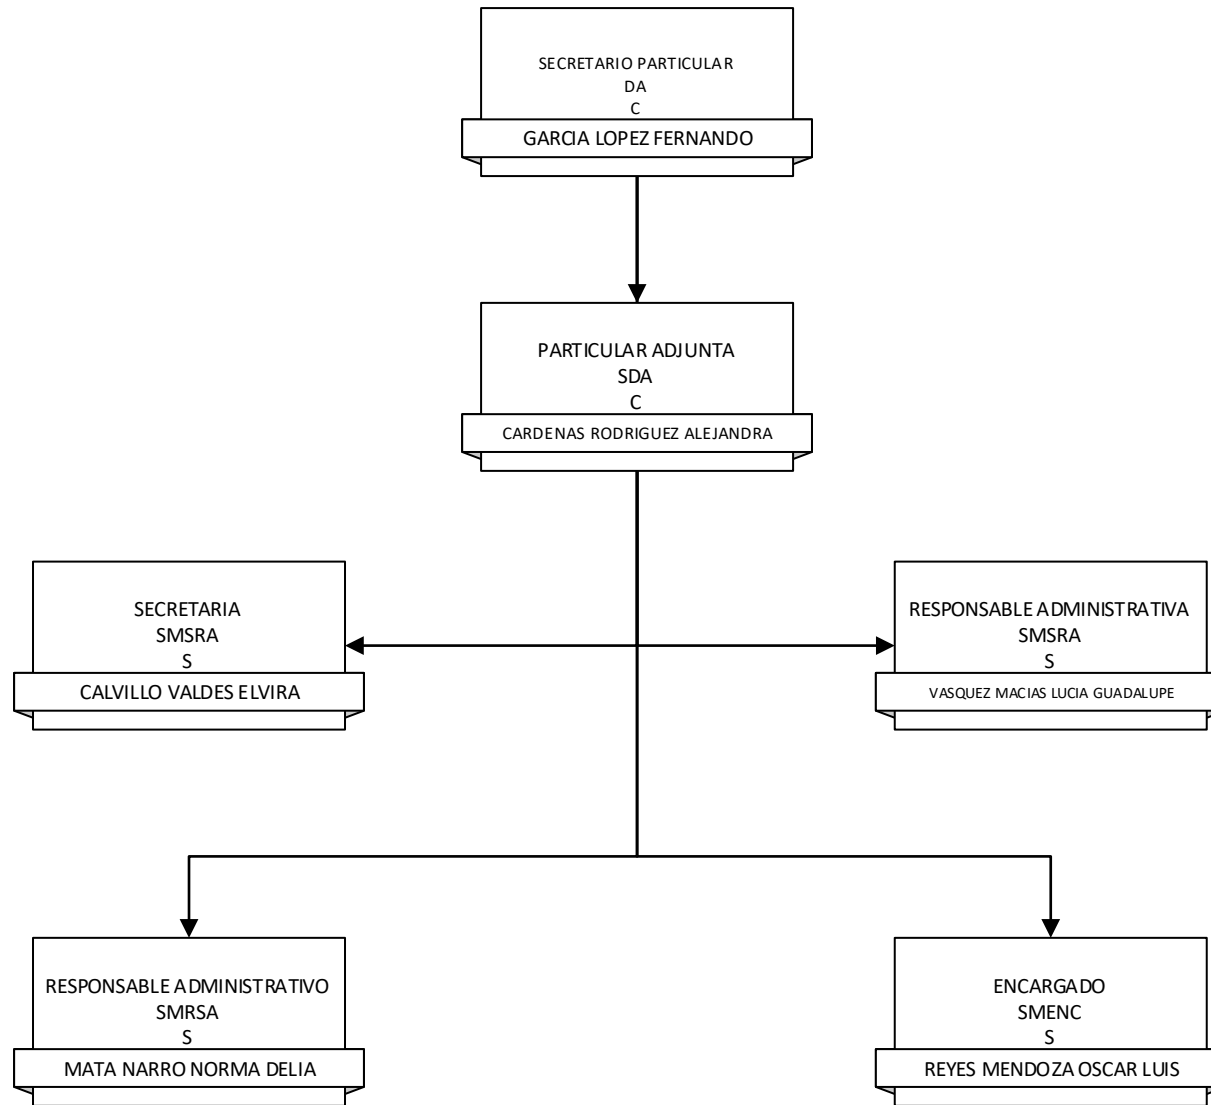 SECRETARIO PARTICULAR
DA
C
GARCIA LOPEZ FERNANDO
PARTICULAR ADJUNTA
SDA
C
CARDENAS RODRIGUEZ ALEJANDRA
SECRETARIA
SMSRA
S
CALVILLO VALDES ELVIRA
RESPONSABLE ADMINISTRATIVA
SMSRA
S
VASQUEZ MACIAS LUCIA GUADALUPE
RESPONSABLE ADMINISTRATIVO
SMRSA
S
MATA NARRO NORMA DELIA
ENCARGADO
SMENC
S
REYES MENDOZA OSCAR LUIS